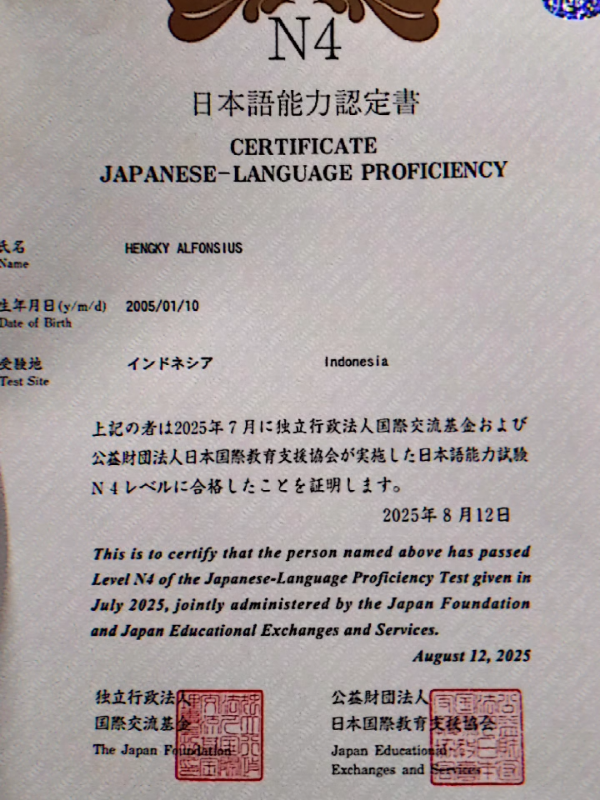 N4
日本語能力認定書
CERTIFICATE
JAPANESE-LANGUAGE PROFICIENCY
氏名 HENGKY ALFONSIUS
Name
生年月日(y/m/d) 2005/01/10
Date of Birth
受験地 インドネシア Indonesia
Test Site
上記の者は2025年7月に独立行政法人国際交流基金および
公益財団法人日本国際教育支援協会が実施した日本語能力試験
N4レベルに合格したことを証明します。
2025年8月12日
This is to certify that the person named above has passed
Level N4 of the Japanese-Language Proficiency Test given in
July 2025, jointly administered by the Japan Foundation
and Japan Educational Exchanges and Services.
August 12, 2025
独立行政法人 公益財団法人
国際交流基金 日本国際教育支援協会
The Japan Foundation Japan Educational
Exchanges and Services